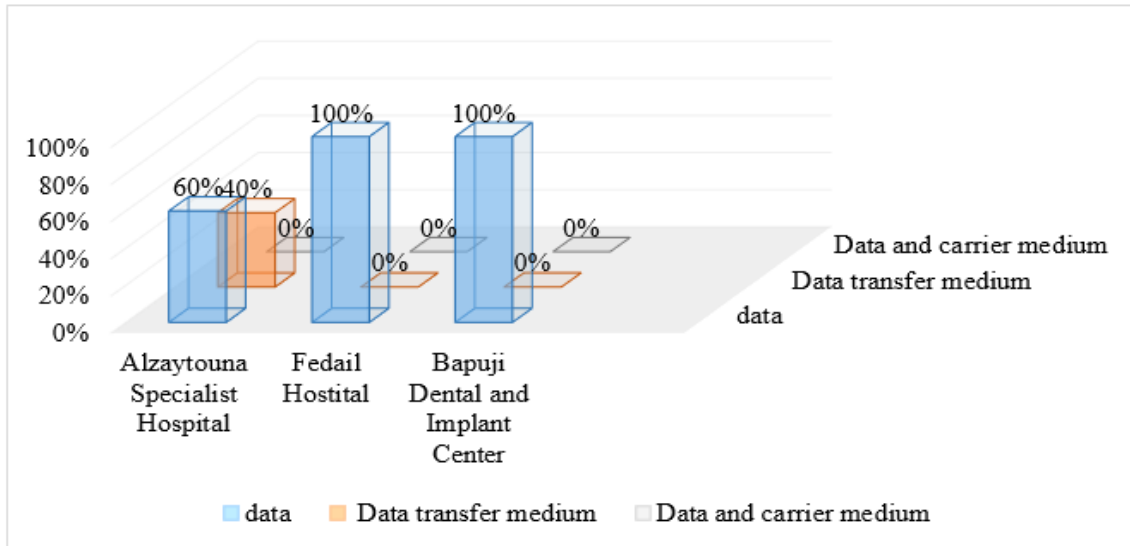 100%
80%
60%
40%
20%
0%
60%
40%
0%
100%
0%
0%
100%
0%
0%
Data and carrier medium
Data transfer medium
data
Alzaytouna
Specialist
Hospital
Fedail
Hostital
Bapuji
Dental and
Implant
Center
data
Data transfer medium
Data and carrier medium